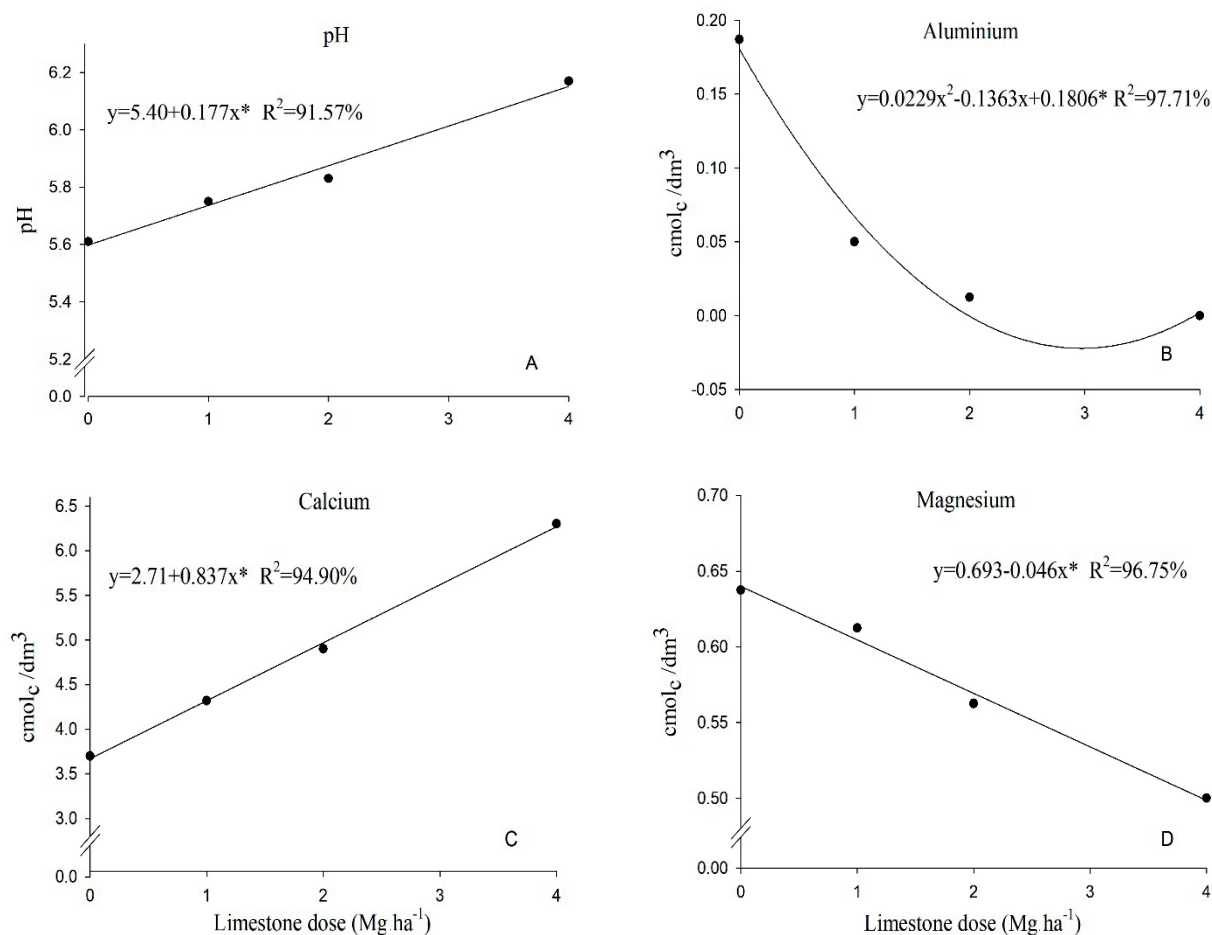 pH
6.2
6.0
5.8
5.6
5.4
5.2
0.0
pH
y=5.40+0.177x* R²=91.57%
A
0 1 2 3 4
Aluminium
0.20
0.15
0.10
0.05
0.00
-0.05
cmolc /dm³
y=0.0229x²-0.1363x+0.1806* R²=97.71%
B
0 1 2 3 4
Calcium
6.5
6.0
5.5
5.0
4.5
4.0
3.5
3.0
0.0
cmolc /dm³
y=2.71+0.837x* R²=94.90%
C
0 1 2 3 4
Limestone dose (Mg.ha⁻¹)
Magnesium
0.70
0.65
0.60
0.55
0.50
0.00
cmolc /dm³
y=0.693-0.046x* R²=96.75%
D
0 1 2 3 4
Limestone dose (Mg.ha⁻¹)